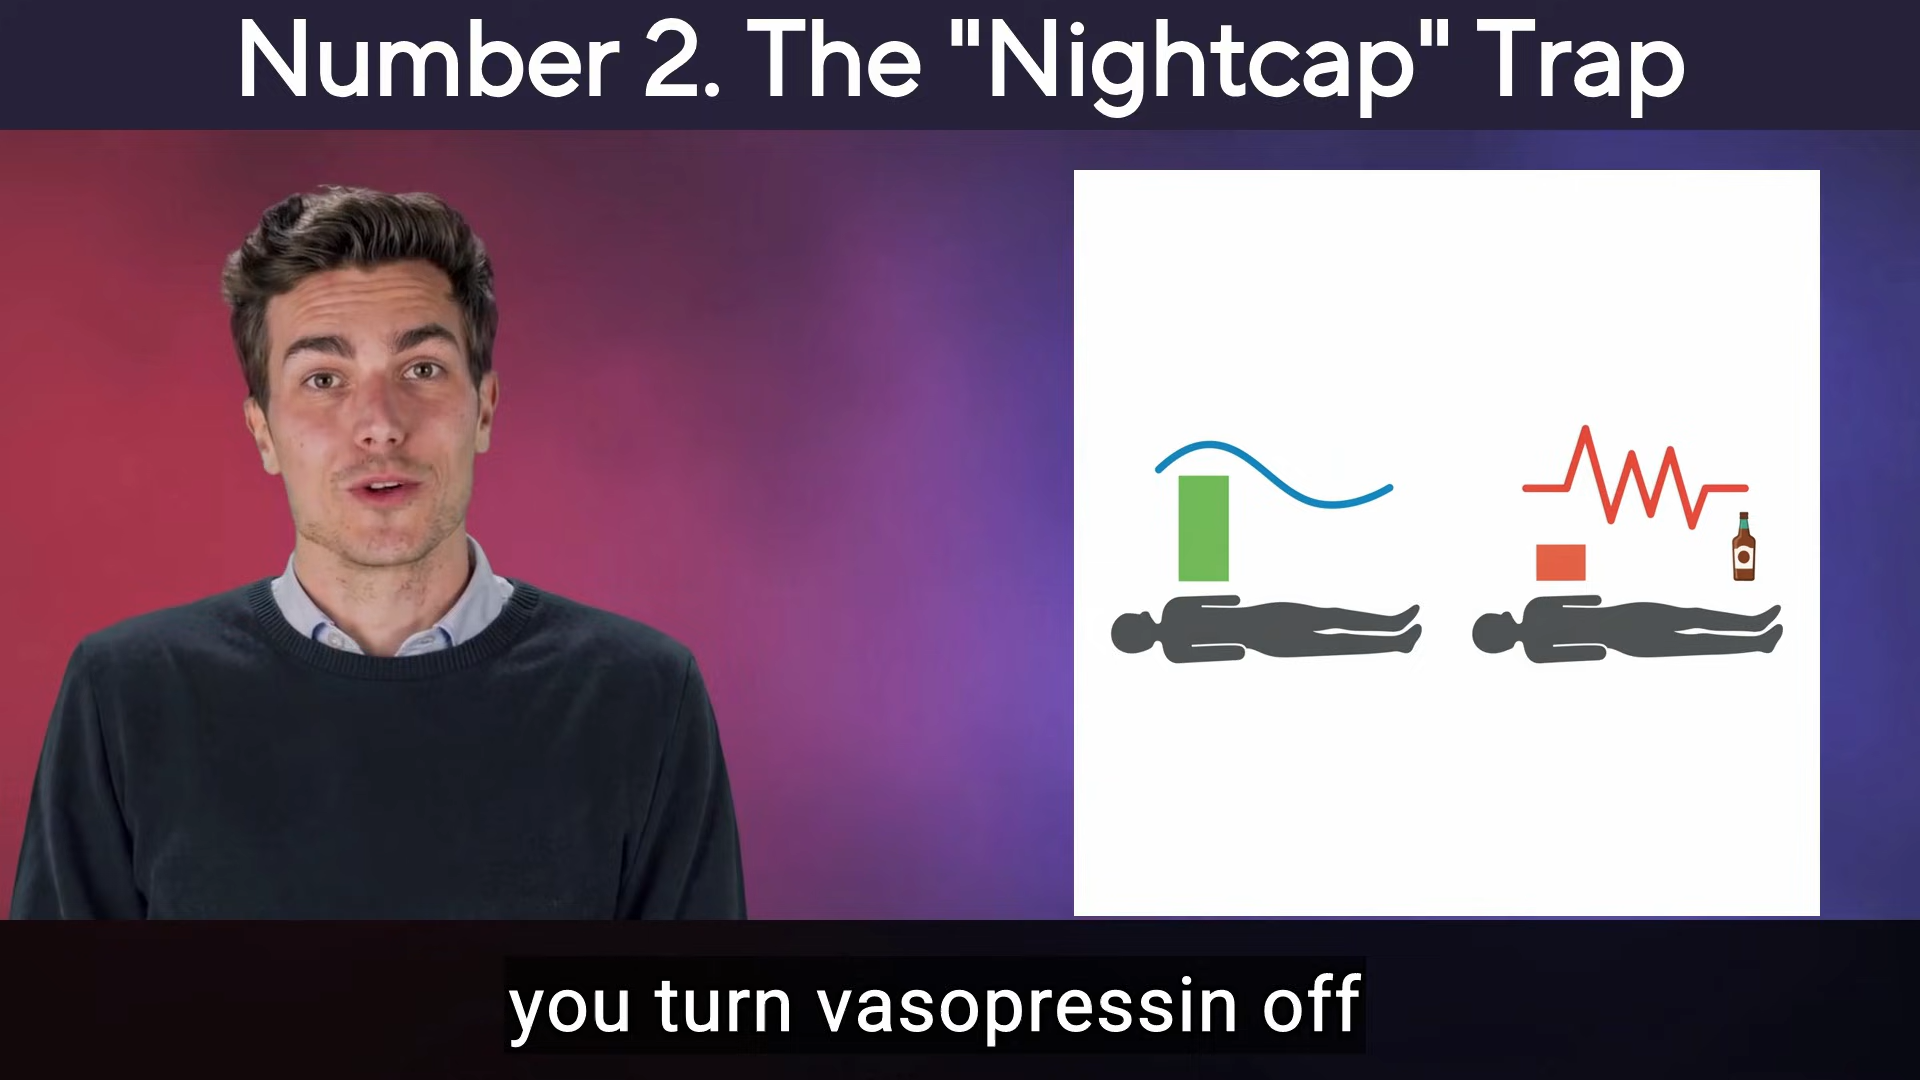 Number 2. The "Nightcap" Trap
you turn vasopressin off